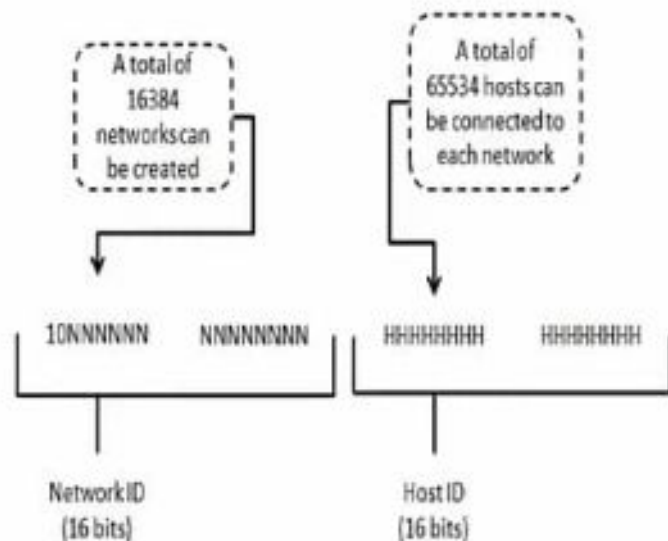 A total of
16384
networks can
be created
A total of
65534 hosts can
be connected to
each network
10NNNNNN NNNNNNNN HHHHHHHH HHHHHHHH
Network ID
(16 bits)
Host ID
(16 bits)